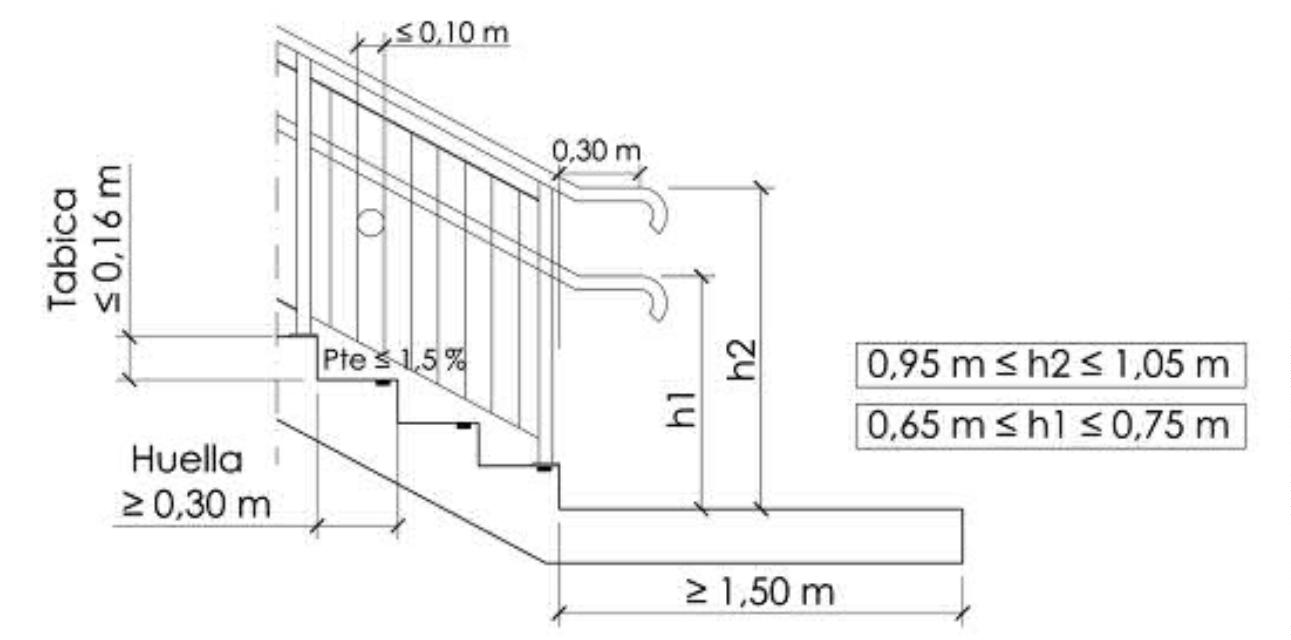 ≤ 0,10 m
0,30 m
Tabica
≤ 0,16 m
Pte ≤ 1,5 %
h2
h1
0,95 m ≤ h2 ≤ 1,05 m
0,65 m ≤ h1 ≤ 0,75 m
Huella
≥ 0,30 m
≥ 1,50 m